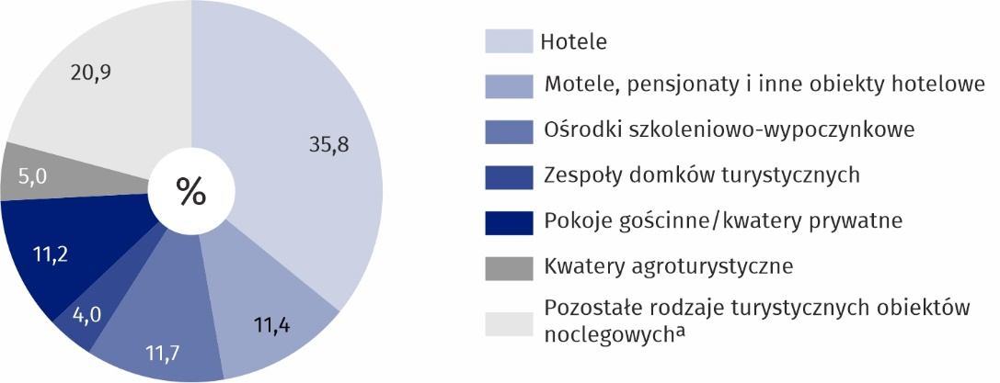 20,9
35,8
5,0
%
11,2
4,0
11,4
11,7
Hotele
Motele, pensjonaty i inne obiekty hotelowe
Ośrodki szkoleniowo-wypoczynkowe
Zespoły domków turystycznych
Pokoje gościnne/kwatery prywatne
Kwatery agroturystyczne
Pozostałe rodzaje turystycznych obiektów
noclegowychª